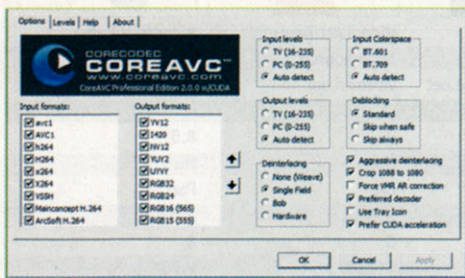 Options Levels Help About
CORECODEC
COREAVC™
www.coreavc.com
CoreAVC Professional Edition 2.0.0 w/CUDA
Input formats:
avc1
AVC1
h264
H264
x264
X264
VSSH
Mainconcept H.264
ArcSoft H.264
Output formats:
YV12
I420
NV12
YUY2
UYVY
RGB32
RGB24
RGB16 (565)
RGB15 (555)
Input levels
TV (16-235)
PC (0-255)
Auto detect
Output levels
TV (16-235)
PC (0-255)
Auto detect
Deinterlacing
None (Weave)
Single Field
Bob
Hardware
Input Colorspace
BT.601
BT.709
Auto detect
Deblocking
Standard
Skip when safe
Skip always
Aggressive deinterlacing
Crop 1088 to 1080
Force VMR AR correction
Preferred decoder
Use Tray Icon
Prefer CUDA acceleration
OK Cancel Apply